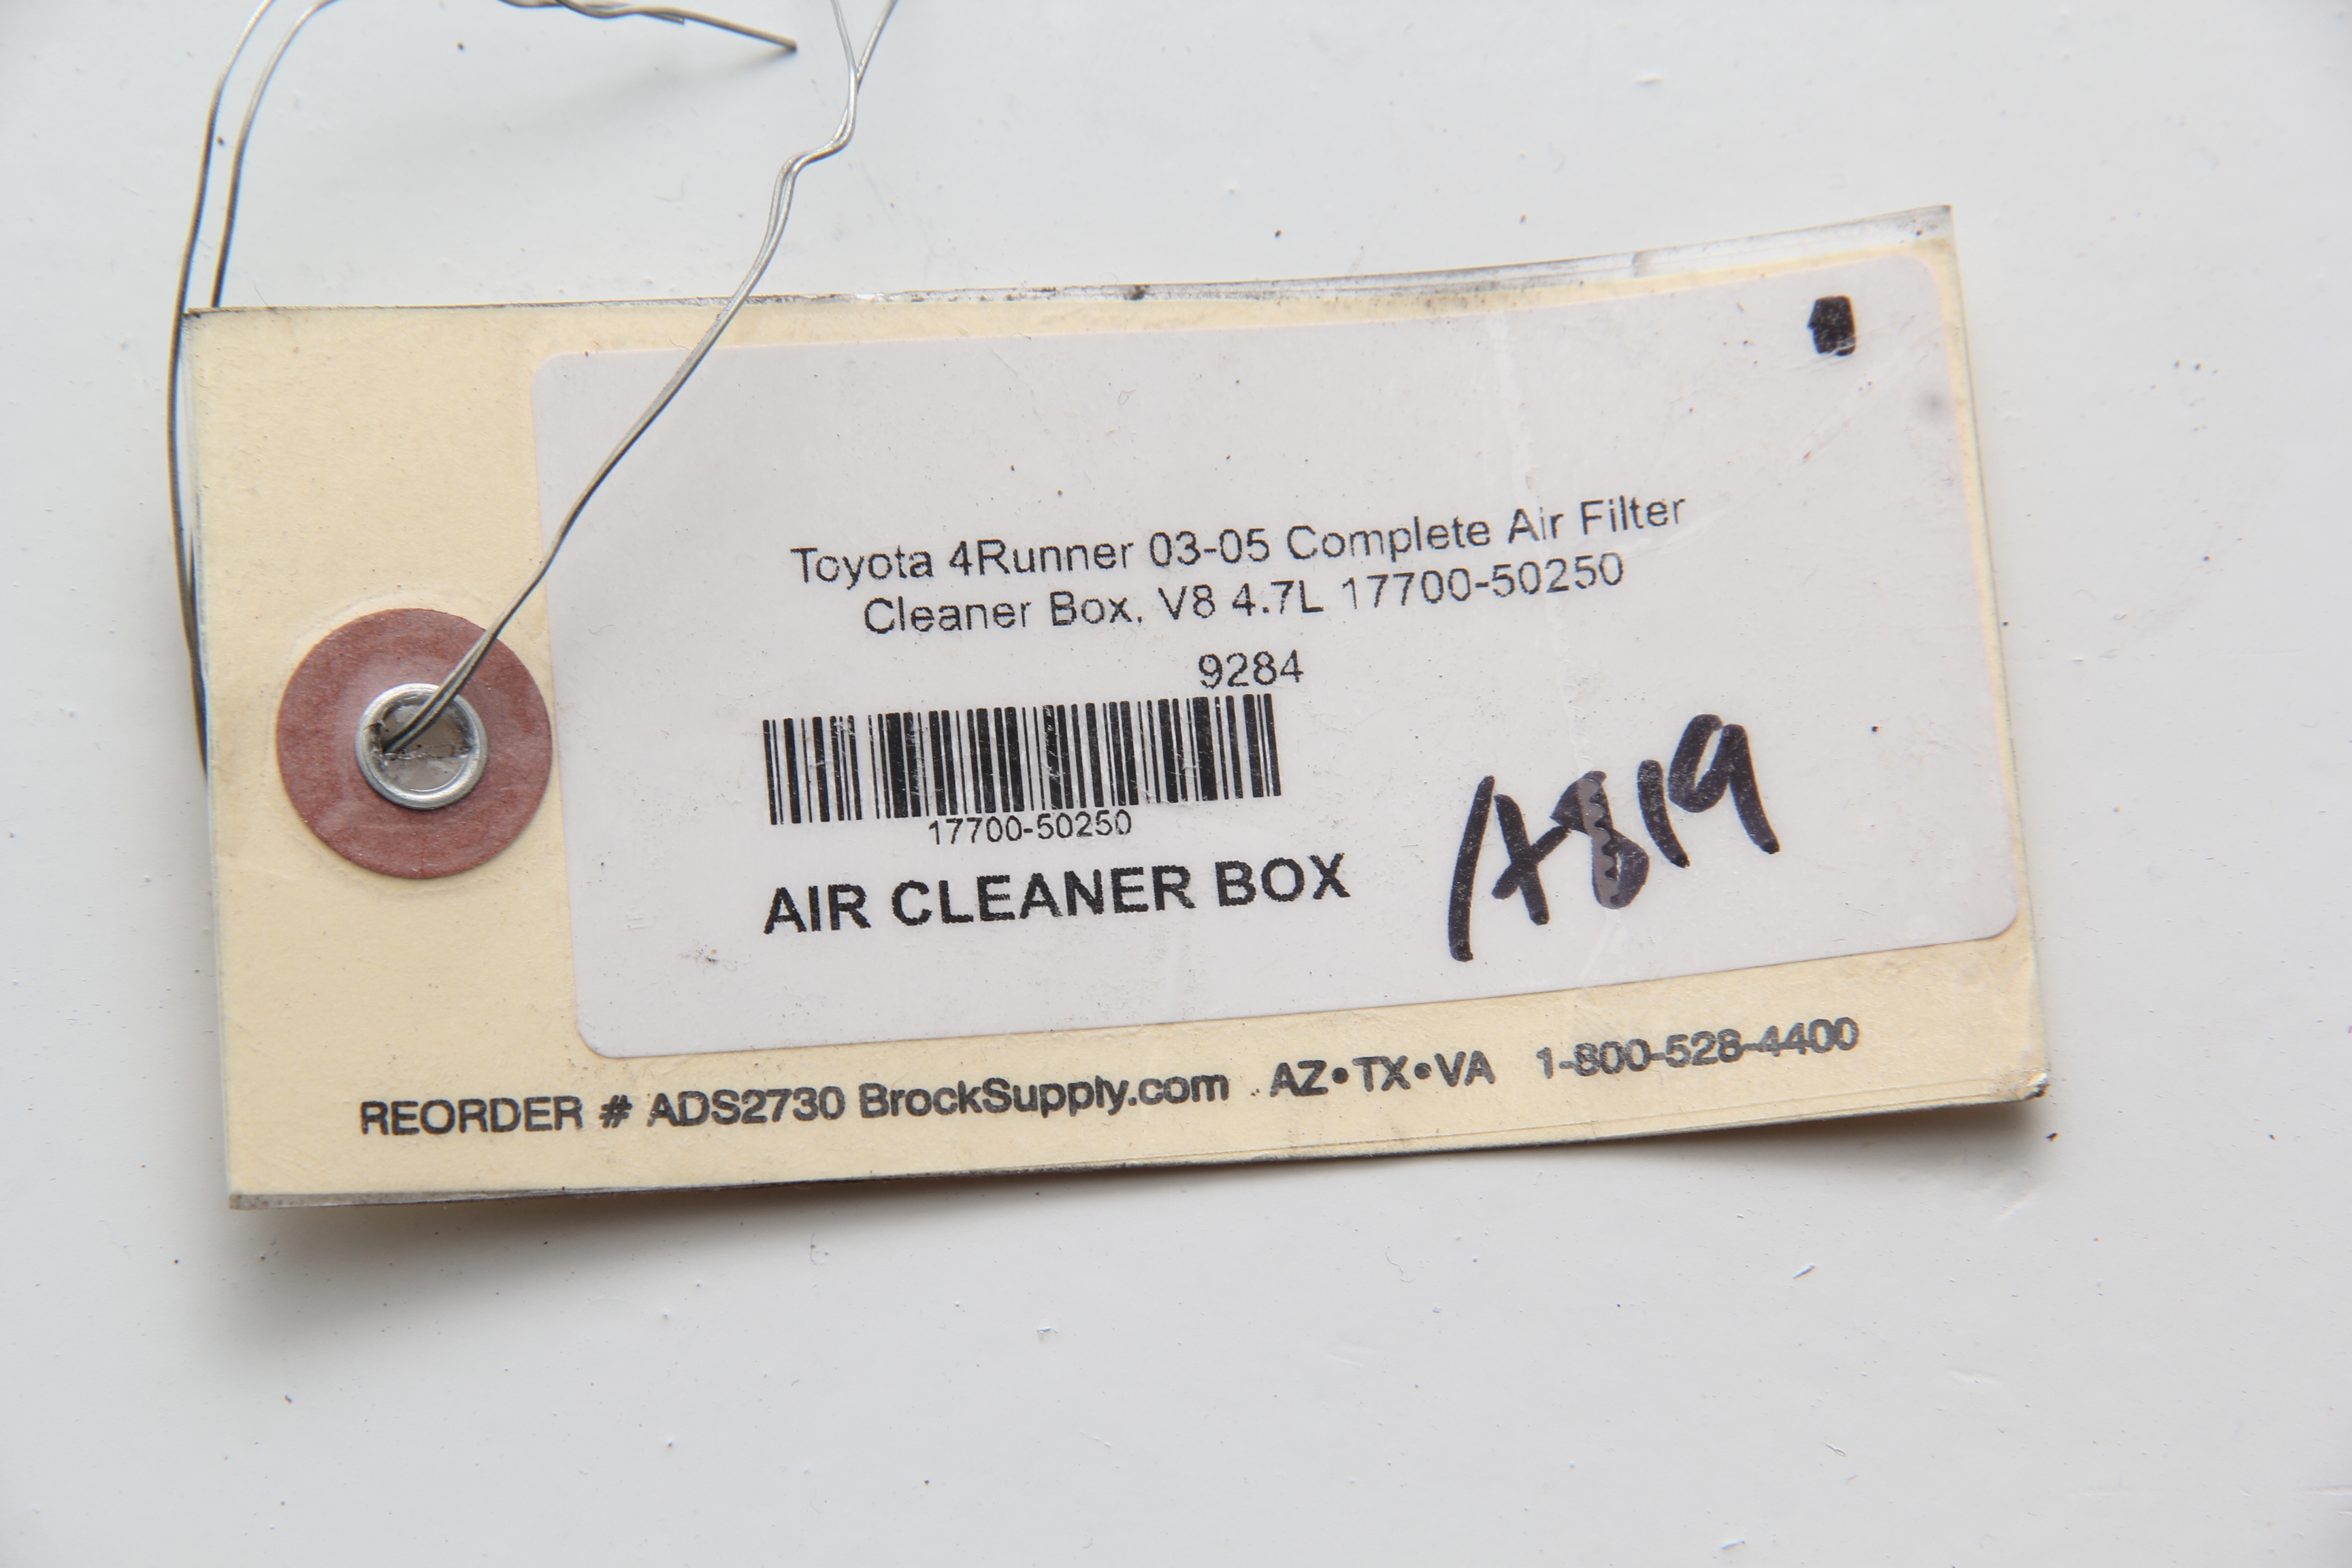 Toyota 4Runner 03-05 Complete Air Filter
Cleaner Box, V8 4.7L 17700-50250
9284
17700-50250
AIR CLEANER BOX
A819
REORDER # ADS2730 BrockSupply.com AZ•TX•VA 1-800-528-4400